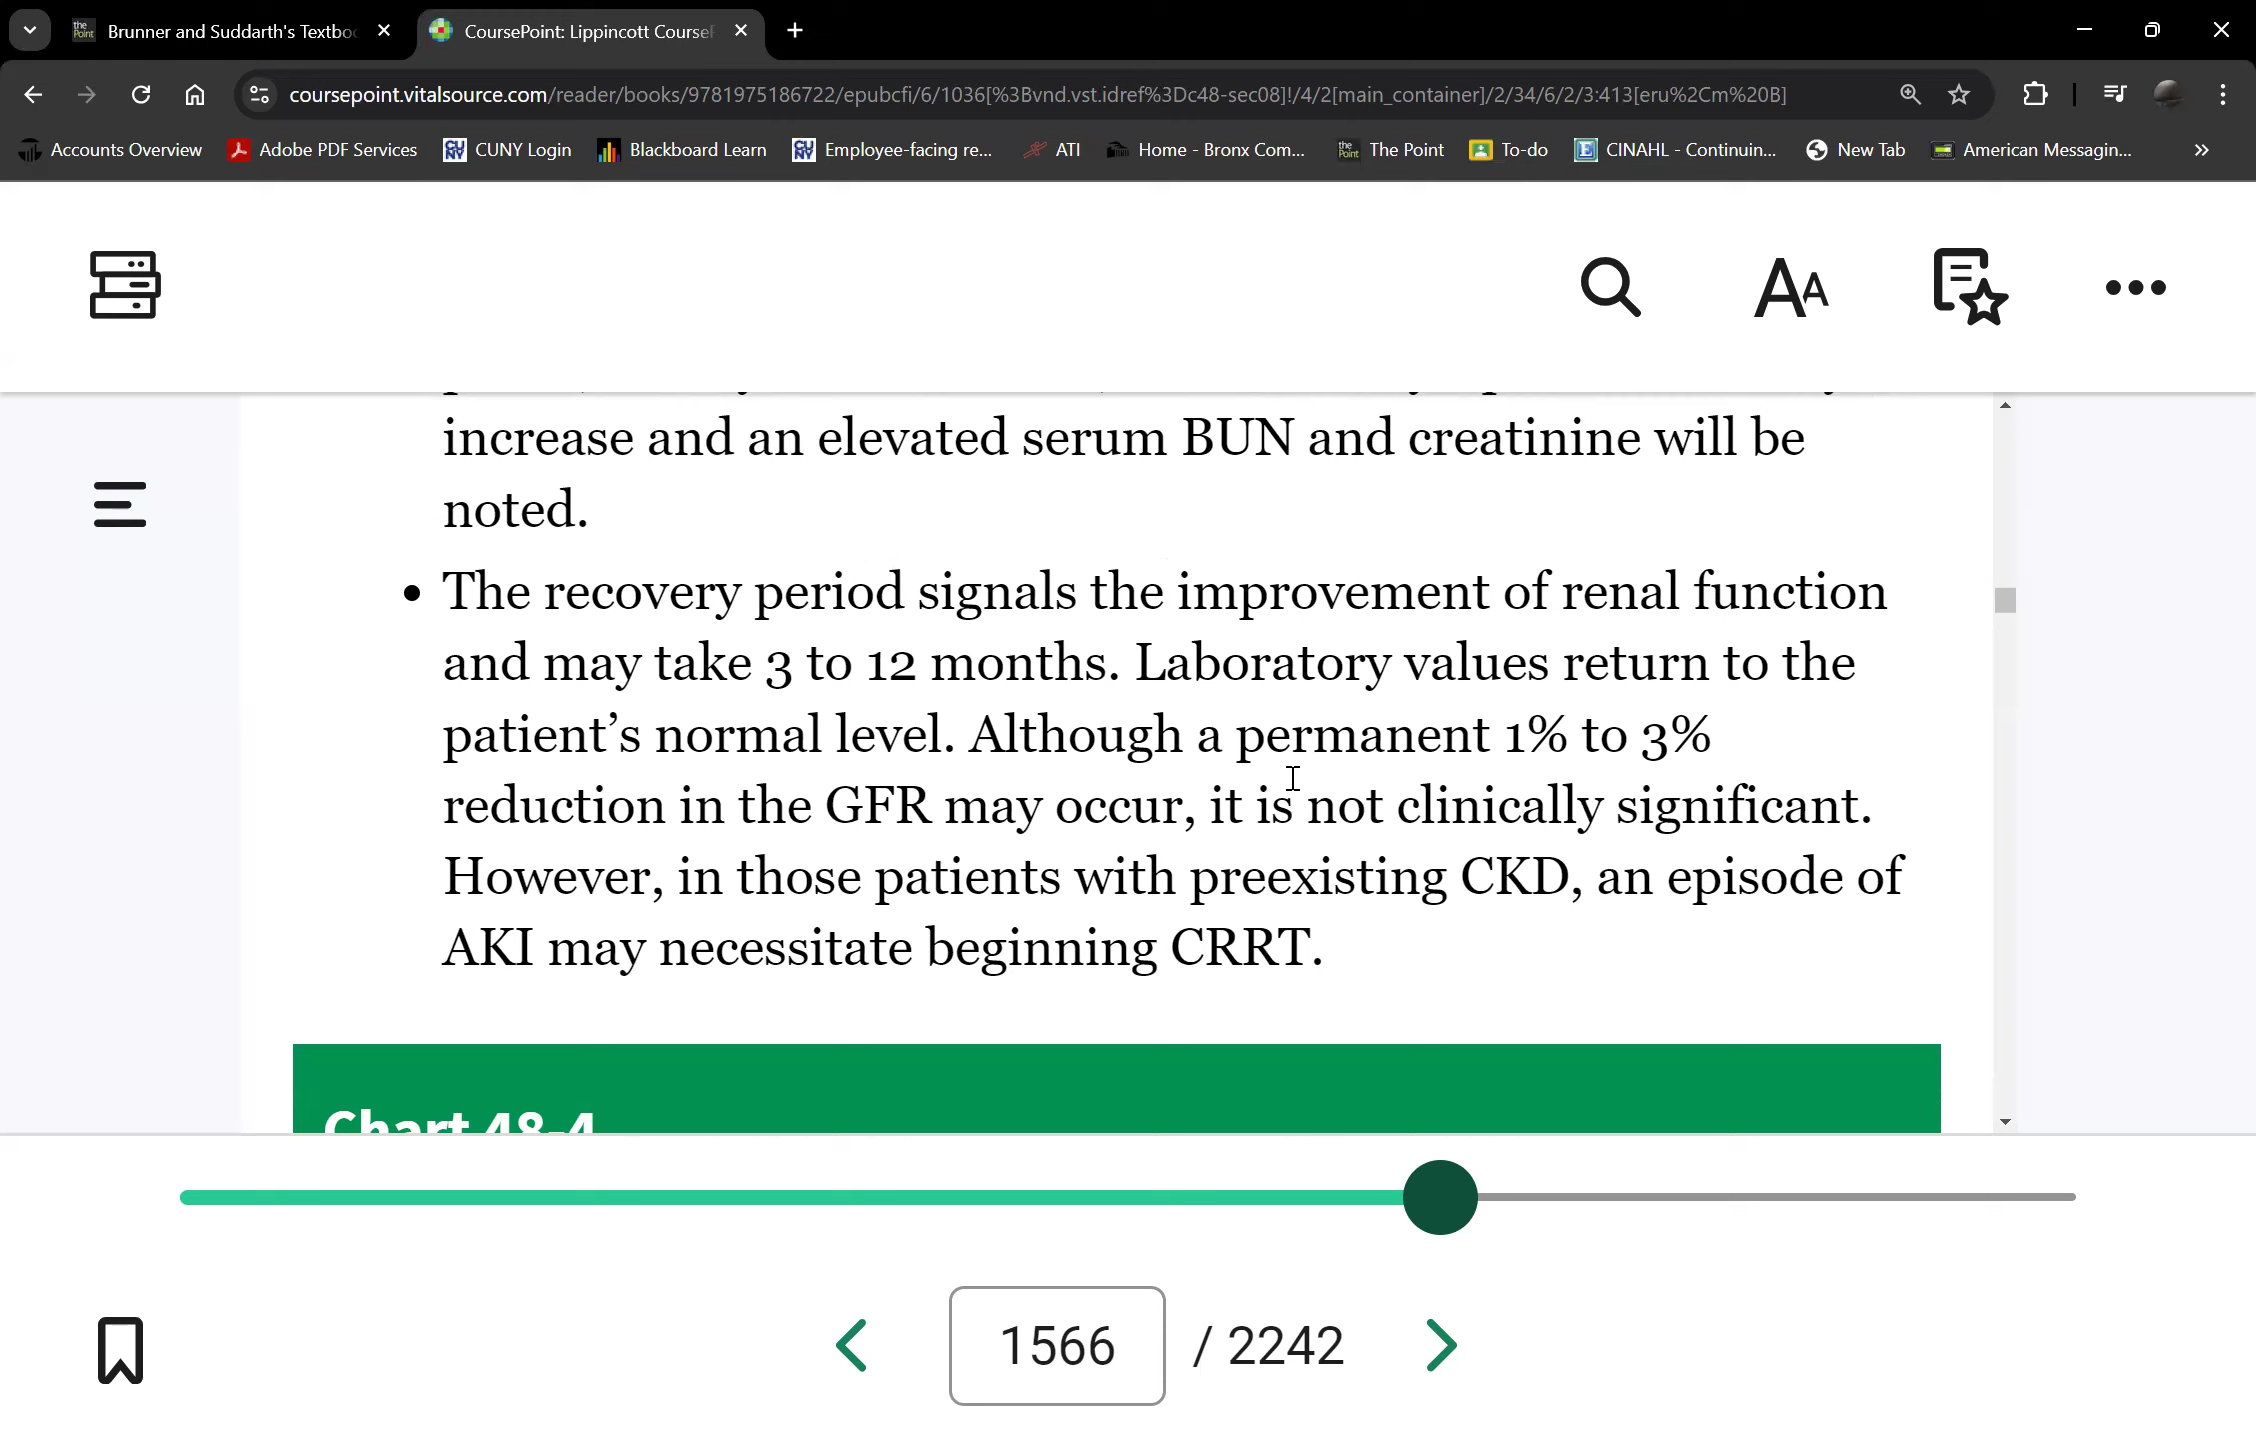 Brunner and Suddarth's Textbo
CoursePoint: Lippincott Course
coursepoint.vitalsource.com/reader/books/9781975186722/epubcfi/6/1036[%3Bvnd.vst.idref%3Dc48-sec08]!/4/2[main_container]/2/34/6/2/3:413[eru%2Cm%20B]
Accounts Overview
Adobe PDF Services
CUNY Login
Blackboard Learn
Employee-facing re...
ATI
Home - Bronx Com...
The Point
To-do
CINAHL - Continuin...
New Tab
American Messagin...
increase and an elevated serum BUN and creatinine will be
noted.
• The recovery period signals the improvement of renal function
and may take 3 to 12 months. Laboratory values return to the
patient’s normal level. Although a permanent 1% to 3%
reduction in the GFR may occur, it is not clinically significant.
However, in those patients with preexisting CKD, an episode of
AKI may necessitate beginning CRRT.
Chart 48-4
1566 / 2242